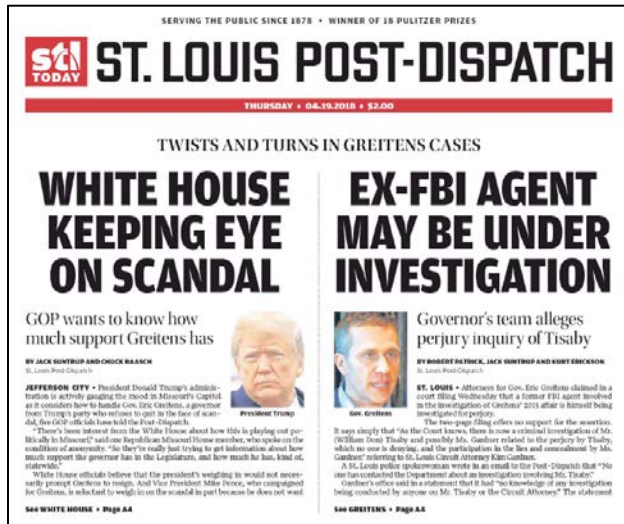 SERVING THE PUBLIC SINCE 1878 • WINNER OF 18 PULITZER PRIZES
stl
TODAY
ST. LOUIS POST-DISPATCH
THURSDAY • 04.19.2018 • $2.00
TWISTS AND TURNS IN GREITENS CASES
WHITE HOUSE
KEEPING EYE
ON SCANDAL
GOP wants to know how
much support Greitens has
BY JACK SUNTRUP AND CHUCK RAASCH
St. Louis Post-Dispatch
President Trump
JEFFERSON CITY • President Donald Trump's adminis-
tration is actively gauging the mood in Missouri's Capitol
as it considers how to handle Gov. Eric Greitens, a governor
from Trump's party who refuses to quit in the face of scan-
dal, five GOP officials have told the Post-Dispatch.
"There's been interest from the White House about how this is playing out po-
litically in Missouri," said one Republican Missouri House member, who spoke on the
condition of anonymity. "So they're really just trying to get information about how
much support the governor has in the Legislature, and how much he has, kind of,
statewide."
White House officials believe that the president's weighing in would not neces-
sarily prompt Greitens to resign. And Vice President Mike Pence, who campaigned
for Greitens, is reluctant to weigh in on the scandal in part because he does not want
See WHITE HOUSE • Page A4
EX-FBI AGENT
MAY BE UNDER
INVESTIGATION
Gov. Greitens
Governor's team alleges
perjury inquiry of Tisaby
BY ROBERT PATRICK, JACK SUNTRUP AND KURT ERICKSON
St. Louis Post-Dispatch
ST. LOUIS • Attorneys for Gov. Eric Greitens claimed in a
court filing Wednesday that a former FBI agent involved
in the investigation of Greitens' 2015 affair is himself being
investigated for perjury.
The two-page filing offers no support for the assertion.
It says simply that "As the Court knows, there is now a criminal investigation of Mr.
(William Don) Tisaby and possibly Ms. Gardner related to the perjury by Tisaby,
which no one is denying, and the participation in the lies and concealment by Ms.
Gardner" referring to St. Louis Circuit Attorney Kim Gardner.
A St. Louis police spokeswoman wrote in an email to the Post-Dispatch that "No
one has contacted the Department about an investigation involving Mr. Tisaby."
Gardner's office said in a statement that it had "no knowledge of any investigation
being conducted by anyone on Mr. Tisaby or the Circuit Attorney." The statement
See GREITENS • Page A4